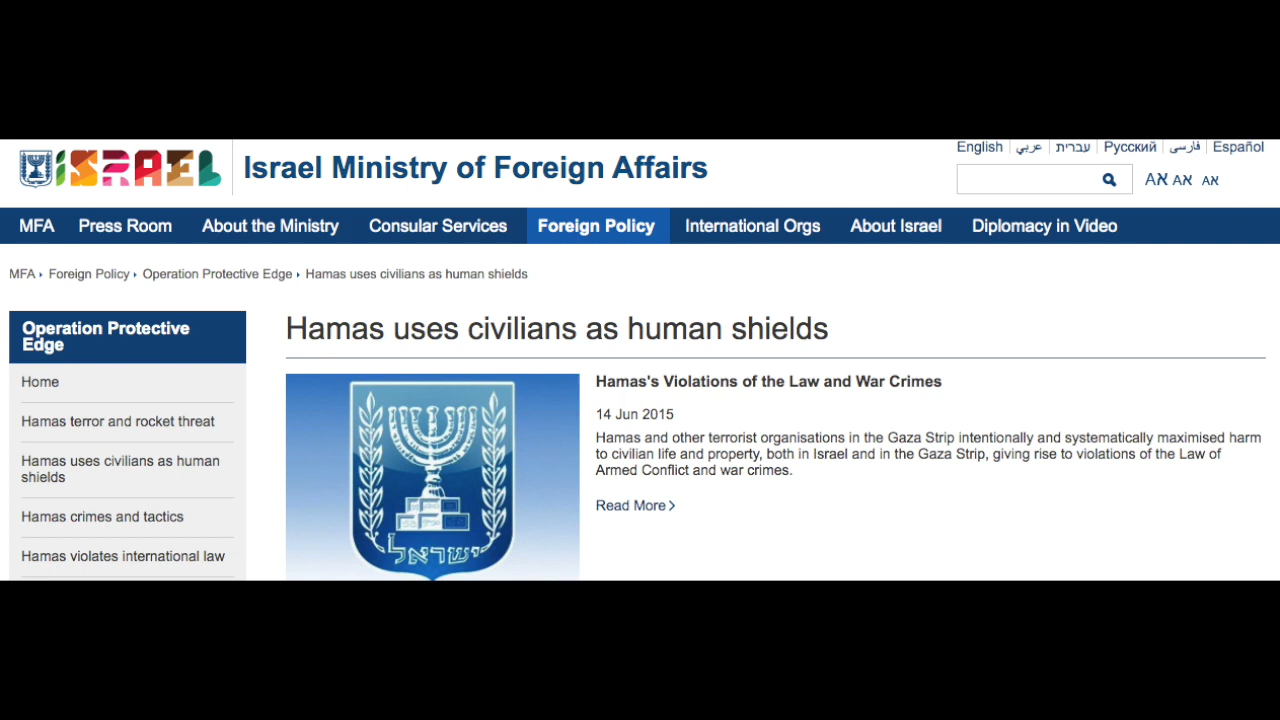 English عربي עברית Русский فارسی Español
ISRAEL Israel Ministry of Foreign Affairs
Aא Aא Aא
MFA Press Room About the Ministry Consular Services Foreign Policy International Orgs About Israel Diplomacy in Video
MFA Foreign Policy Operation Protective Edge Hamas uses civilians as human shields
Operation Protective
Edge
Home
Hamas terror and rocket threat
Hamas uses civilians as human
shields
Hamas crimes and tactics
Hamas violates international law
Hamas uses civilians as human shields
ישראל
Hamas's Violations of the Law and War Crimes
14 Jun 2015
Hamas and other terrorist organisations in the Gaza Strip intentionally and systematically maximised harm
to civilian life and property, both in Israel and in the Gaza Strip, giving rise to violations of the Law of
Armed Conflict and war crimes.
Read More